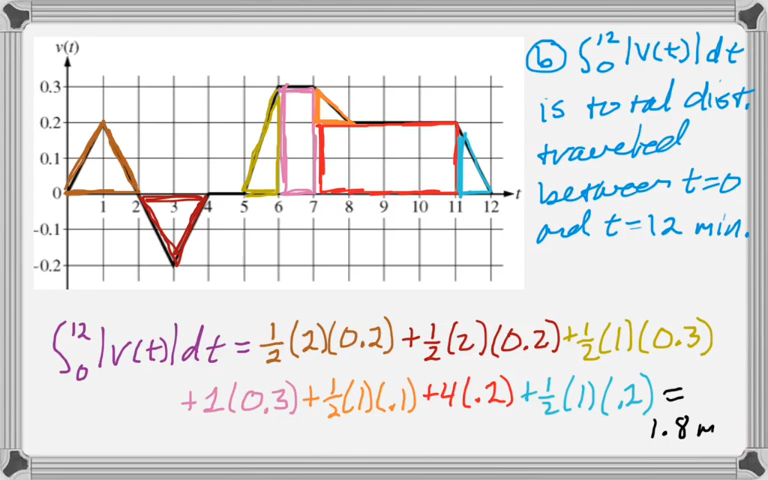 v(t)
0.3
0.2
0.1
0
-0.1
-0.2
1 2 3 4 5 6 7 8 9 10 11 12 t
ⓑ ∫₀¹² |v(t)| dt
is total dist.
traveled
between t=0
and t=12 min.
∫₀¹² |v(t)| dt = ½(2)(0.2) + ½(2)(0.2) + ½(1)(0.3)
+ 1(0.3) + ½(1)(.1) + 4(.2) + ½(1)(.2) =
1.8 m